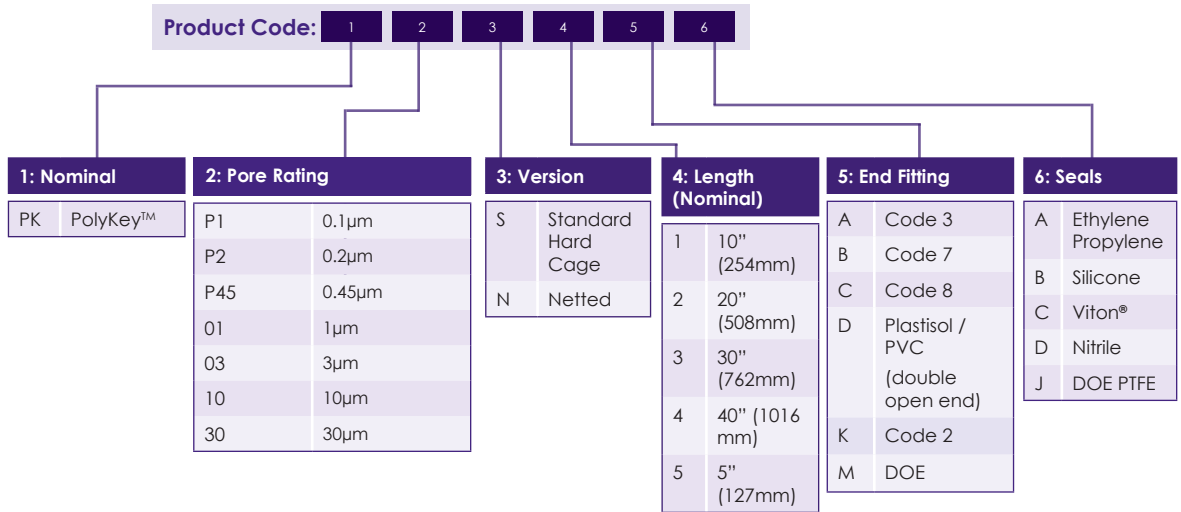 Product Code: 1 2 3 4 5 6
1: Nominal
PK PolyKey™
2: Pore Rating
P1 0.1µm
P2 0.2µm
P45 0.45µm
01 1µm
03 3µm
10 10µm
30 30µm
3: Version
S Standard
Hard
Cage
N Netted
4: Length
(Nominal)
1 10”
(254mm)
2 20”
(508mm)
3 30”
(762mm)
4 40” (1016
mm)
5 5”
(127mm)
5: End Fitting
A Code 3
B Code 7
C Code 8
D Plastisol /
PVC
(double
open end)
K Code 2
M DOE
6: Seals
A Ethylene
Propylene
B Silicone
C Viton®
D Nitrile
J DOE PTFE